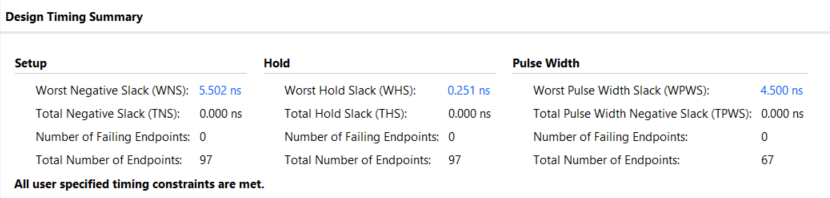 Design Timing Summary
Setup Hold Pulse Width
Worst Negative Slack (WNS): 5.502 ns Worst Hold Slack (WHS): 0.251 ns Worst Pulse Width Slack (WPWS): 4.500 ns
Total Negative Slack (TNS): 0.000 ns Total Hold Slack (THS): 0.000 ns Total Pulse Width Negative Slack (TPWS): 0.000 ns
Number of Failing Endpoints: 0 Number of Failing Endpoints: 0 Number of Failing Endpoints: 0
Total Number of Endpoints: 97 Total Number of Endpoints: 97 Total Number of Endpoints: 67
All user specified timing constraints are met.